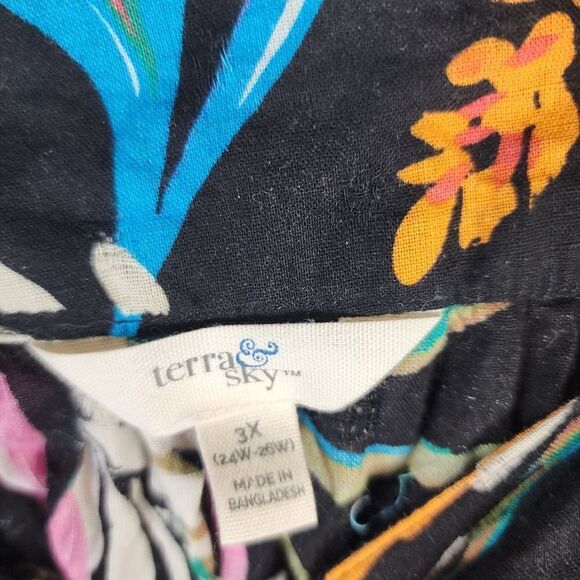 terra &
sky™
3X
(24W-26W)
MADE IN
BANGLADESH